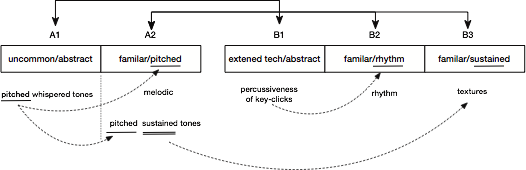 A1 A2 B1 B2 B3
uncommon/abstract familar/pitched extened tech/abstract familar/rhythm familar/sustained
pitched whispered tones melodic percussiveness rhythm textures
of key-clicks
pitched sustained tones